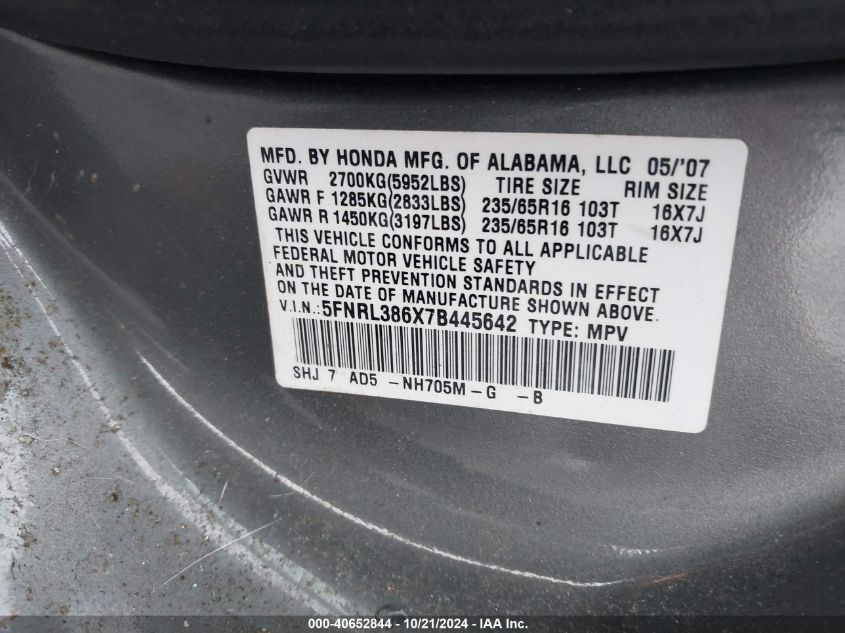 MFD. BY HONDA MFG. OF ALABAMA, LLC 05/'07
GVWR 2700KG(5952LBS) TIRE SIZE RIM SIZE
GAWR F 1285KG(2833LBS) 235/65R16 103T 16X7J
GAWR R 1450KG(3197LBS) 235/65R16 103T 16X7J
THIS VEHICLE CONFORMS TO ALL APPLICABLE
FEDERAL MOTOR VEHICLE SAFETY
AND THEFT PREVENTION STANDARDS IN EFFECT
ON THE DATE OF MANUFACTURE SHOWN ABOVE.
V.I.N.: 5FNRL386X7B445642 TYPE: MPV
SHJ 7 AD5 -NH705M-G -B
000-40652844 - 10/21/2024 - IAA Inc.